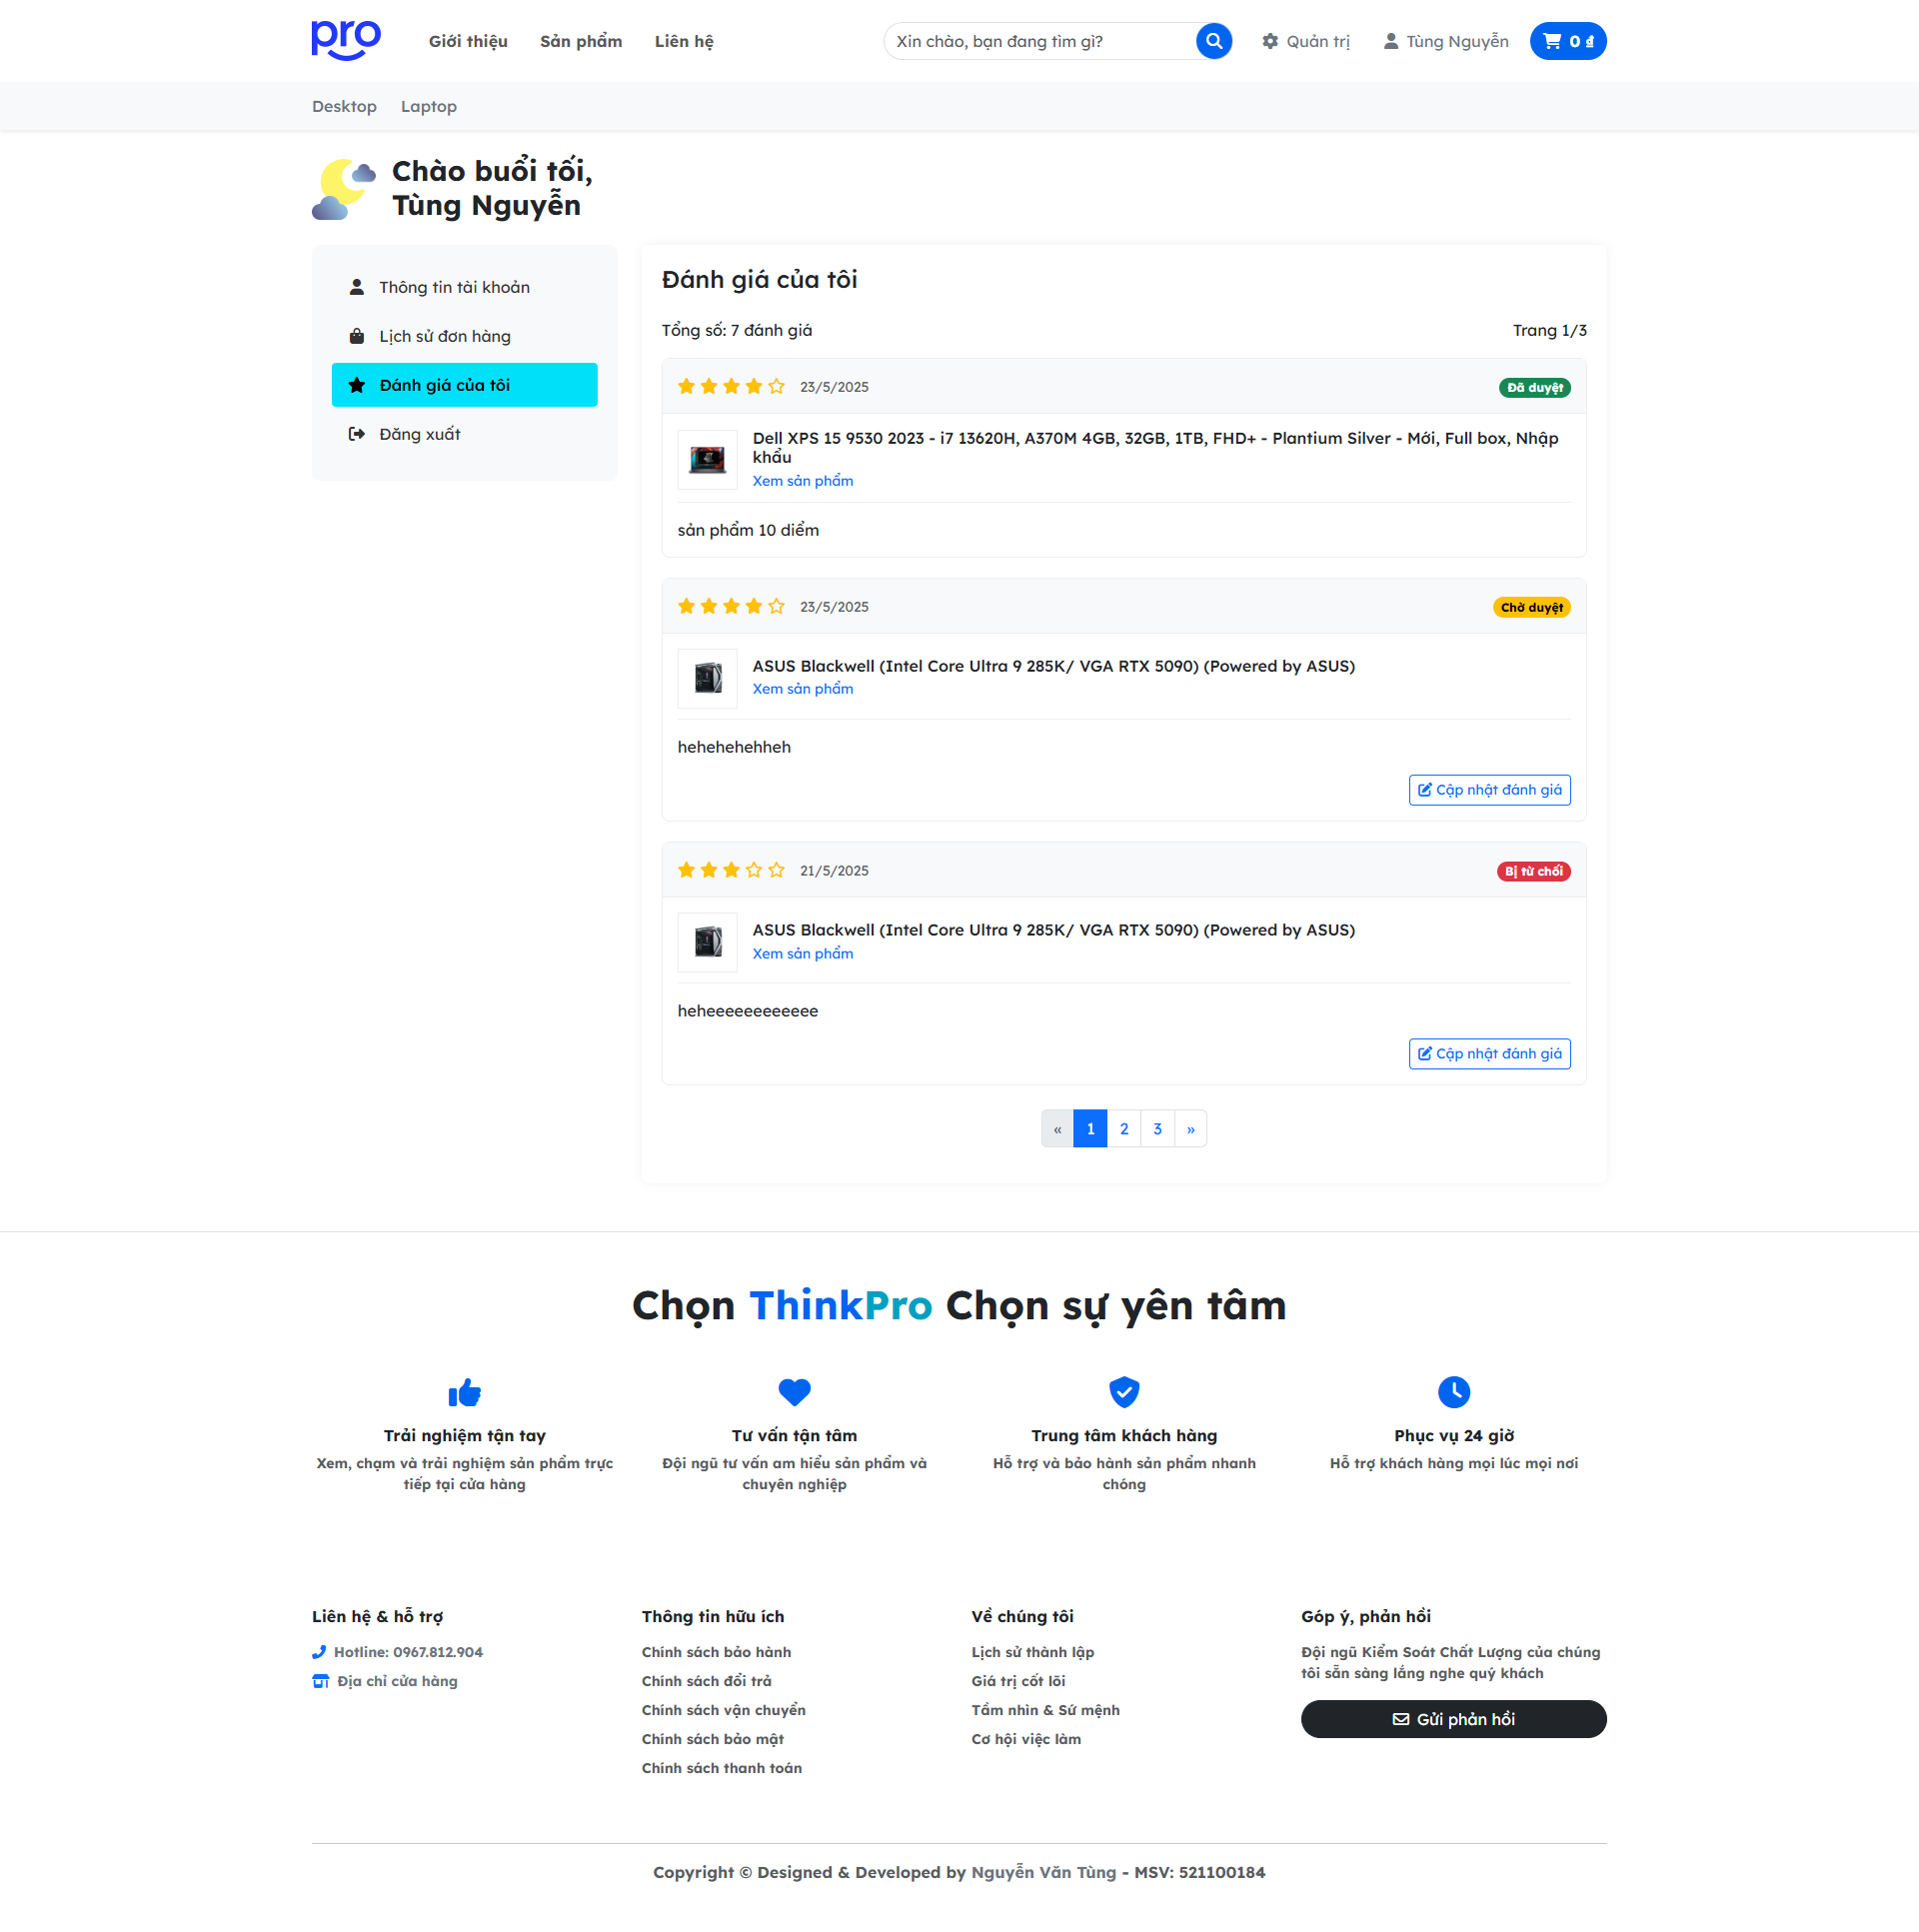 pro
Giới thiệu
Sản phẩm
Liên hệ
Xin chào, bạn đang tìm gì?
Quản trị
Tùng Nguyễn
0 ₫
Desktop
Laptop
Chào buổi tối,
Tùng Nguyễn
Thông tin tài khoản
Lịch sử đơn hàng
Đánh giá của tôi
Đăng xuất
Đánh giá của tôi
Tổng số: 7 đánh giá
Trang 1/3
23/5/2025
Đã duyệt
Dell XPS 15 9530 2023 - i7 13620H, A370M 4GB, 32GB, 1TB, FHD+ - Plantium Silver - Mới, Full box, Nhập
khẩu
Xem sản phẩm
sản phẩm 10 diểm
23/5/2025
Chờ duyệt
ASUS Blackwell (Intel Core Ultra 9 285K/ VGA RTX 5090) (Powered by ASUS)
Xem sản phẩm
hehehehehheh
Cập nhật đánh giá
21/5/2025
Bị từ chối
ASUS Blackwell (Intel Core Ultra 9 285K/ VGA RTX 5090) (Powered by ASUS)
Xem sản phẩm
heheeeeeeeeeeee
Cập nhật đánh giá
« 1 2 3 »
Chọn ThinkPro Chọn sự yên tâm
Trải nghiệm tận tay
Xem, chạm và trải nghiệm sản phẩm trực
tiếp tại cửa hàng
Tư vấn tận tâm
Đội ngũ tư vấn am hiểu sản phẩm và
chuyên nghiệp
Trung tâm khách hàng
Hỗ trợ và bảo hành sản phẩm nhanh
chóng
Phục vụ 24 giờ
Hỗ trợ khách hàng mọi lúc mọi nơi
Liên hệ & hỗ trợ
Hotline: 0967.812.904
Địa chỉ cửa hàng
Thông tin hữu ích
Chính sách bảo hành
Chính sách đổi trả
Chính sách vận chuyển
Chính sách bảo mật
Chính sách thanh toán
Về chúng tôi
Lịch sử thành lập
Giá trị cốt lõi
Tầm nhìn & Sứ mệnh
Cơ hội việc làm
Góp ý, phản hồi
Đội ngũ Kiểm Soát Chất Lượng của chúng
tôi sẵn sàng lắng nghe quý khách
Gửi phản hồi
Copyright © Designed & Developed by Nguyễn Văn Tùng - MSV: 521100184